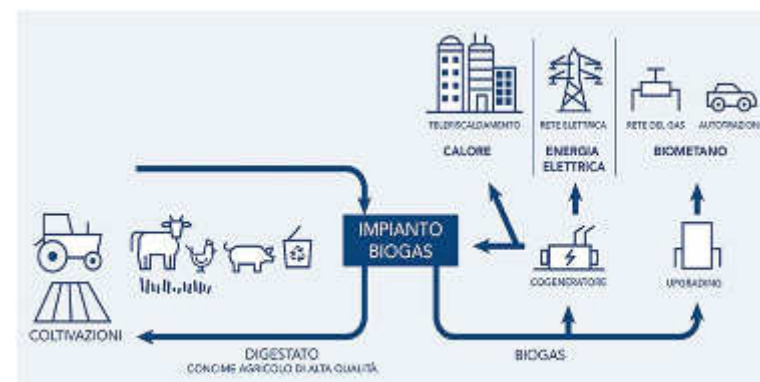 TELERISCALDAMENTO
RETE ELETTRICA
RETE DEL GAS
AUTOTRAZIONE
CALORE
ENERGIA
ELETTRICA
BIOMETANO
IMPIANTO
BIOGAS
COGENERATORE
UPGRADING
COLTIVAZIONI
DIGESTATO
CONCIME AGRICOLO DI ALTA QUALITÀ
BIOGAS